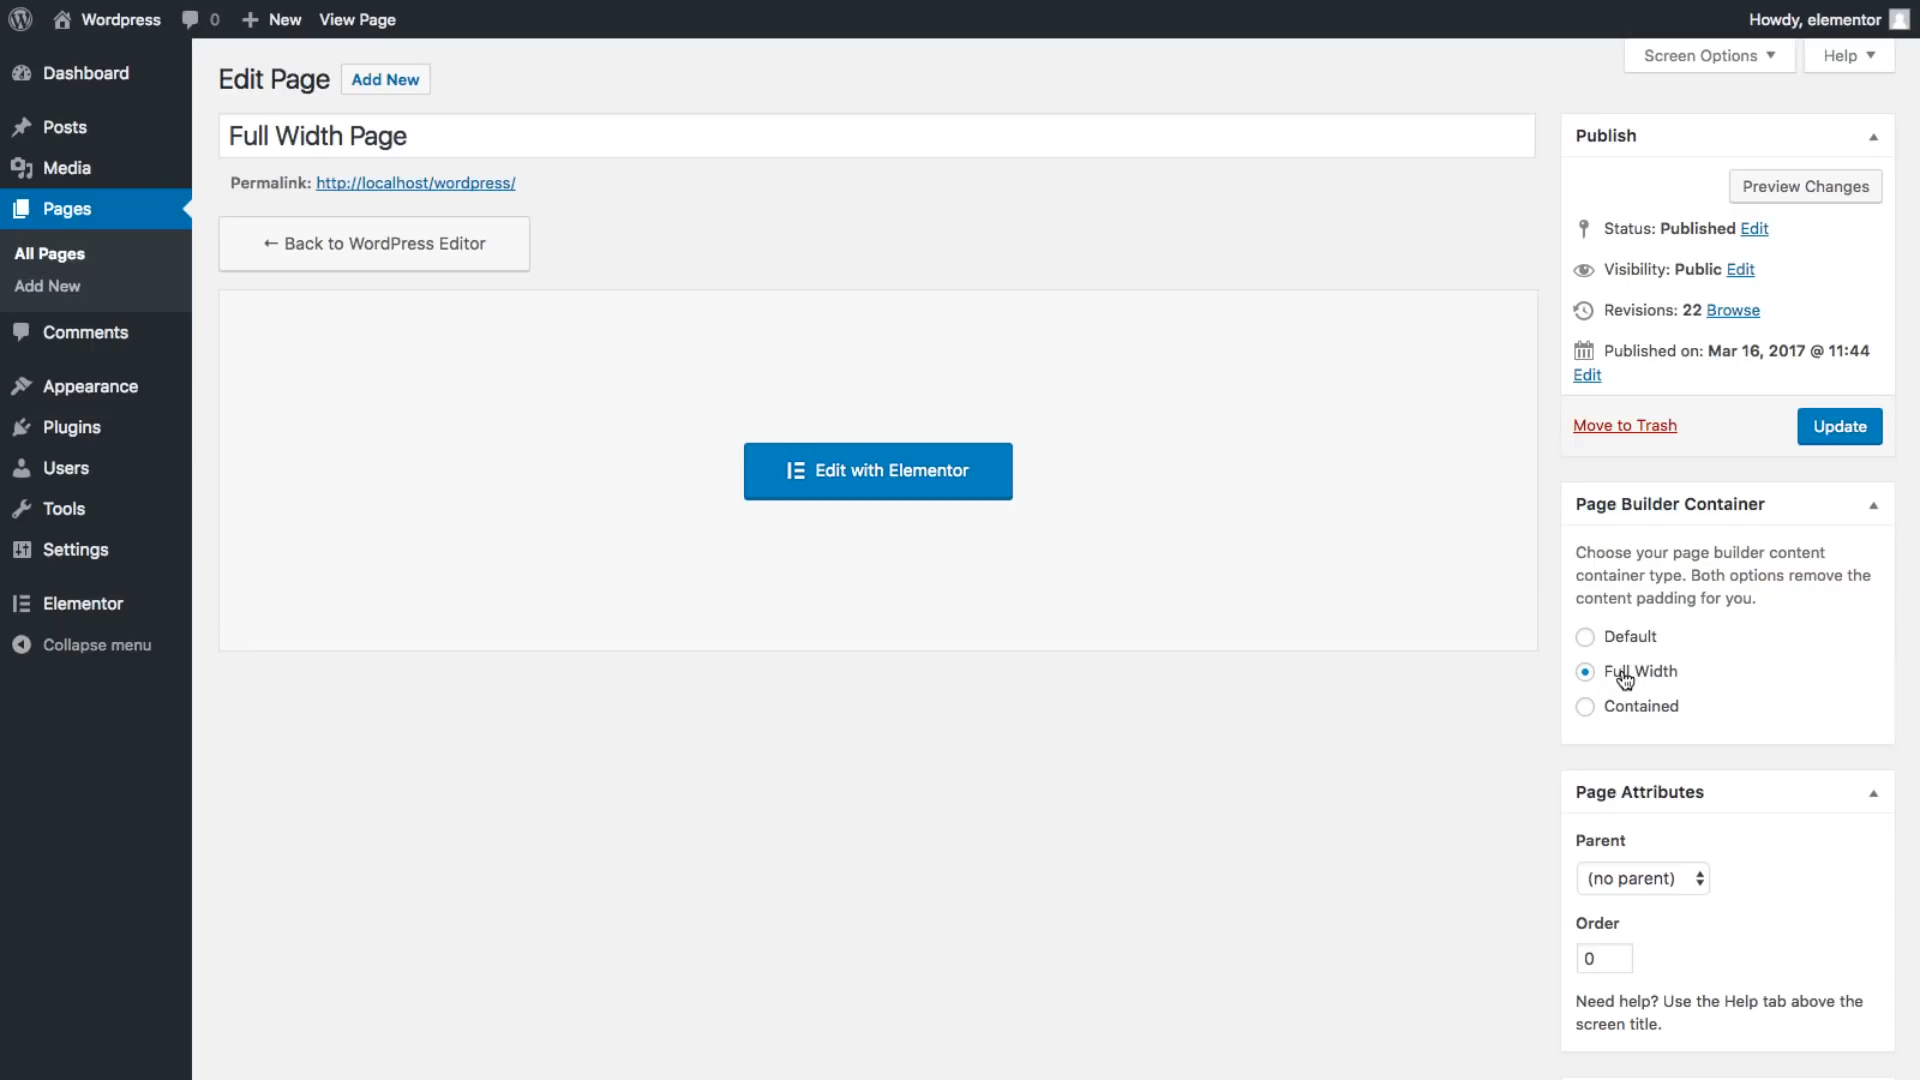 Wordpress 0 New View Page Howdy, elementor
Screen Options Help
Dashboard
Posts
Media
Pages
All Pages
Add New
Comments
Appearance
Plugins
Users
Tools
Settings
Elementor
Collapse menu
Edit Page Add New
Full Width Page
Permalink: http://localhost/wordpress/
← Back to WordPress Editor
Edit with Elementor
Publish
Preview Changes
Status: Published Edit
Visibility: Public Edit
Revisions: 22 Browse
Published on: Mar 16, 2017 @ 11:44
Edit
Move to Trash Update
Page Builder Container
Choose your page builder content
container type. Both options remove the
content padding for you.
Default
Full Width
Contained
Page Attributes
Parent
(no parent)
Order
0
Need help? Use the Help tab above the
screen title.